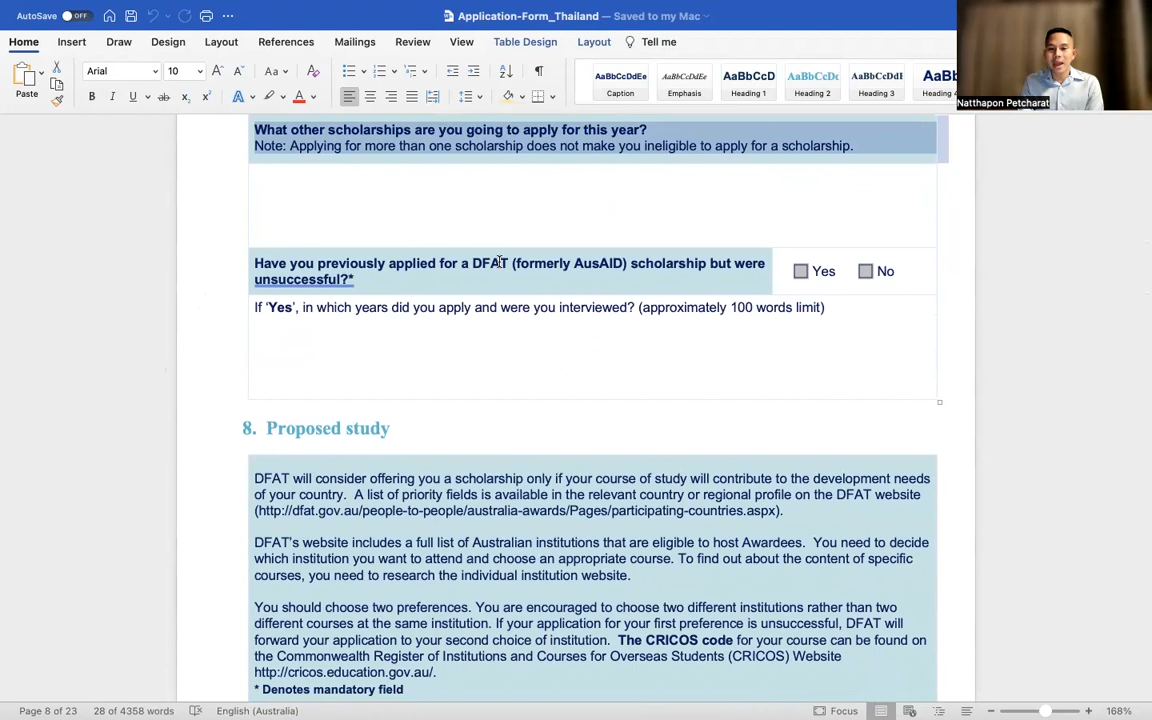 AutoSave OFF
Application-Form_Thailand — Saved to my Mac
Home Insert Draw Design Layout References Mailings Review View Table Design Layout Tell me
Paste
Arial 10
Aa
B I U ab x₂ x² A A
AaBbCcDdEe AaBbCcDdEe AaBbCcD AaBbCcDc AaBbCcDdE AaBb
Caption Emphasis Heading 1 Heading 2 Heading 3 Heading 4
Natthapon Petcharat
What other scholarships are you going to apply for this year?
Note: Applying for more than one scholarship does not make you ineligible to apply for a scholarship.
Have you previously applied for a DFAT (formerly AusAID) scholarship but were
unsuccessful?*
Yes No
If ‘Yes’, in which years did you apply and were you interviewed? (approximately 100 words limit)
8. Proposed study
DFAT will consider offering you a scholarship only if your course of study will contribute to the development needs
of your country. A list of priority fields is available in the relevant country or regional profile on the DFAT website
(http://dfat.gov.au/people-to-people/australia-awards/Pages/participating-countries.aspx).
DFAT’s website includes a full list of Australian institutions that are eligible to host Awardees. You need to decide
which institution you want to attend and choose an appropriate course. To find out about the content of specific
courses, you need to research the individual institution website.
You should choose two preferences. You are encouraged to choose two different institutions rather than two
different courses at the same institution. If your application for your first preference is unsuccessful, DFAT will
forward your application to your second choice of institution. The CRICOS code for your course can be found on
the Commonwealth Register of Institutions and Courses for Overseas Students (CRICOS) Website
http://cricos.education.gov.au/.
* Denotes mandatory field
Page 8 of 23 28 of 4358 words English (Australia) Focus 168%